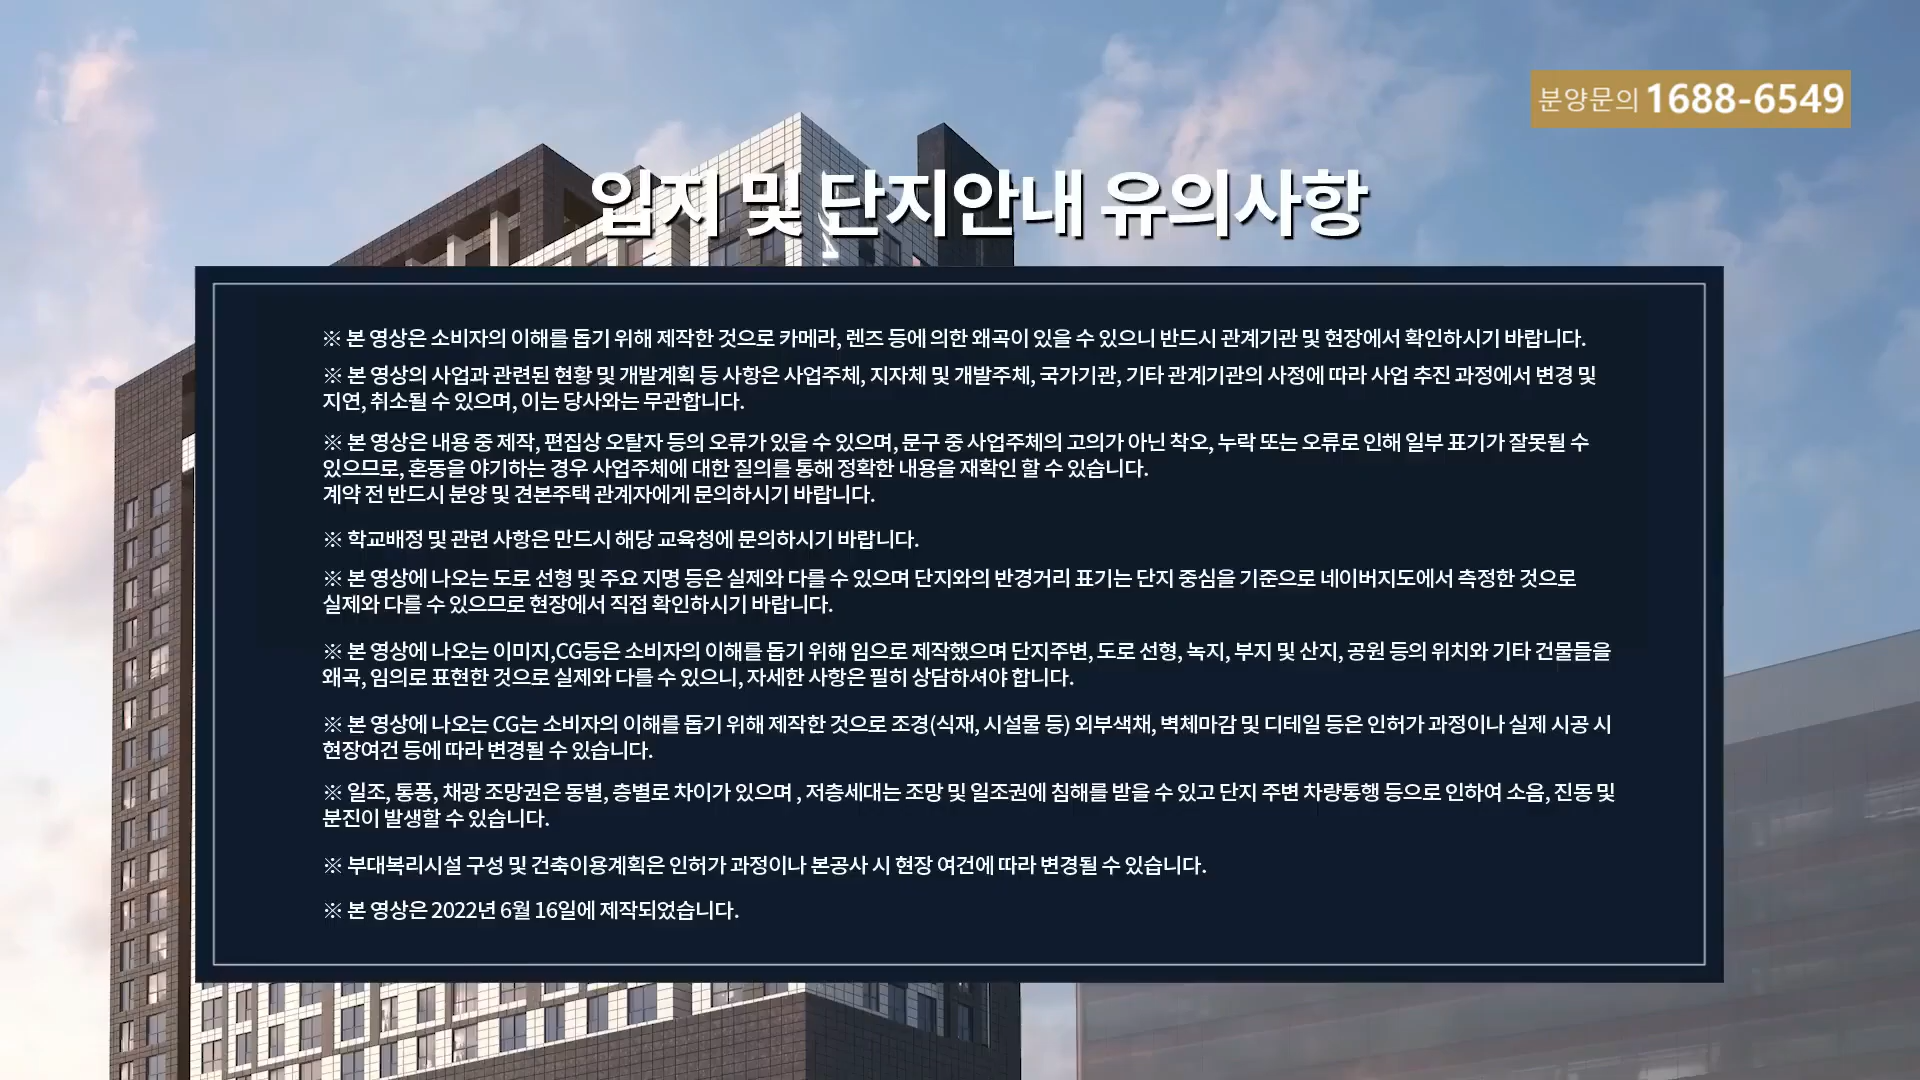 분양문의 1688-6549
입지 및 단지안내 유의사항
※ 본 영상은 소비자의 이해를 돕기 위해 제작한 것으로 카메라, 렌즈 등에 의한 왜곡이 있을 수 있으니 반드시 관계기관 및 현장에서 확인하시기 바랍니다.
※ 본 영상의 사업과 관련된 현황 및 개발계획 등 사항은 사업주체, 지자체 및 개발주체, 국가기관, 기타 관계기관의 사정에 따라 사업 추진 과정에서 변경 및
지연, 취소될 수 있으며, 이는 당사와는 무관합니다.
※ 본 영상은 내용 중 제작, 편집상 오탈자 등의 오류가 있을 수 있으며, 문구 중 사업주체의 고의가 아닌 착오, 누락 또는 오류로 인해 일부 표기가 잘못될 수
있으므로, 혼동을 야기하는 경우 사업주체에 대한 질의를 통해 정확한 내용을 재확인 할 수 있습니다.
계약 전 반드시 분양 및 견본주택 관계자에게 문의하시기 바랍니다.
※ 학교배정 및 관련 사항은 만드시 해당 교육청에 문의하시기 바랍니다.
※ 본 영상에 나오는 도로 선형 및 주요 지명 등은 실제와 다를 수 있으며 단지와의 반경거리 표기는 단지 중심을 기준으로 네이버지도에서 측정한 것으로
실제와 다를 수 있으므로 현장에서 직접 확인하시기 바랍니다.
※ 본 영상에 나오는 이미지,CG등은 소비자의 이해를 돕기 위해 임으로 제작했으며 단지주변, 도로 선형, 녹지, 부지 및 산지, 공원 등의 위치와 기타 건물들을
왜곡, 임의로 표현한 것으로 실제와 다를 수 있으니, 자세한 사항은 필히 상담하셔야 합니다.
※ 본 영상에 나오는 CG는 소비자의 이해를 돕기 위해 제작한 것으로 조경(식재, 시설물 등) 외부색채, 벽체마감 및 디테일 등은 인허가 과정이나 실제 시공 시
현장여건 등에 따라 변경될 수 있습니다.
※ 일조, 통풍, 채광 조망권은 동별, 층별로 차이가 있으며 , 저층세대는 조망 및 일조권에 침해를 받을 수 있고 단지 주변 차량통행 등으로 인하여 소음, 진동 및
분진이 발생할 수 있습니다.
※ 부대복리시설 구성 및 건축이용계획은 인허가 과정이나 본공사 시 현장 여건에 따라 변경될 수 있습니다.
※ 본 영상은 2022년 6월 16일에 제작되었습니다.